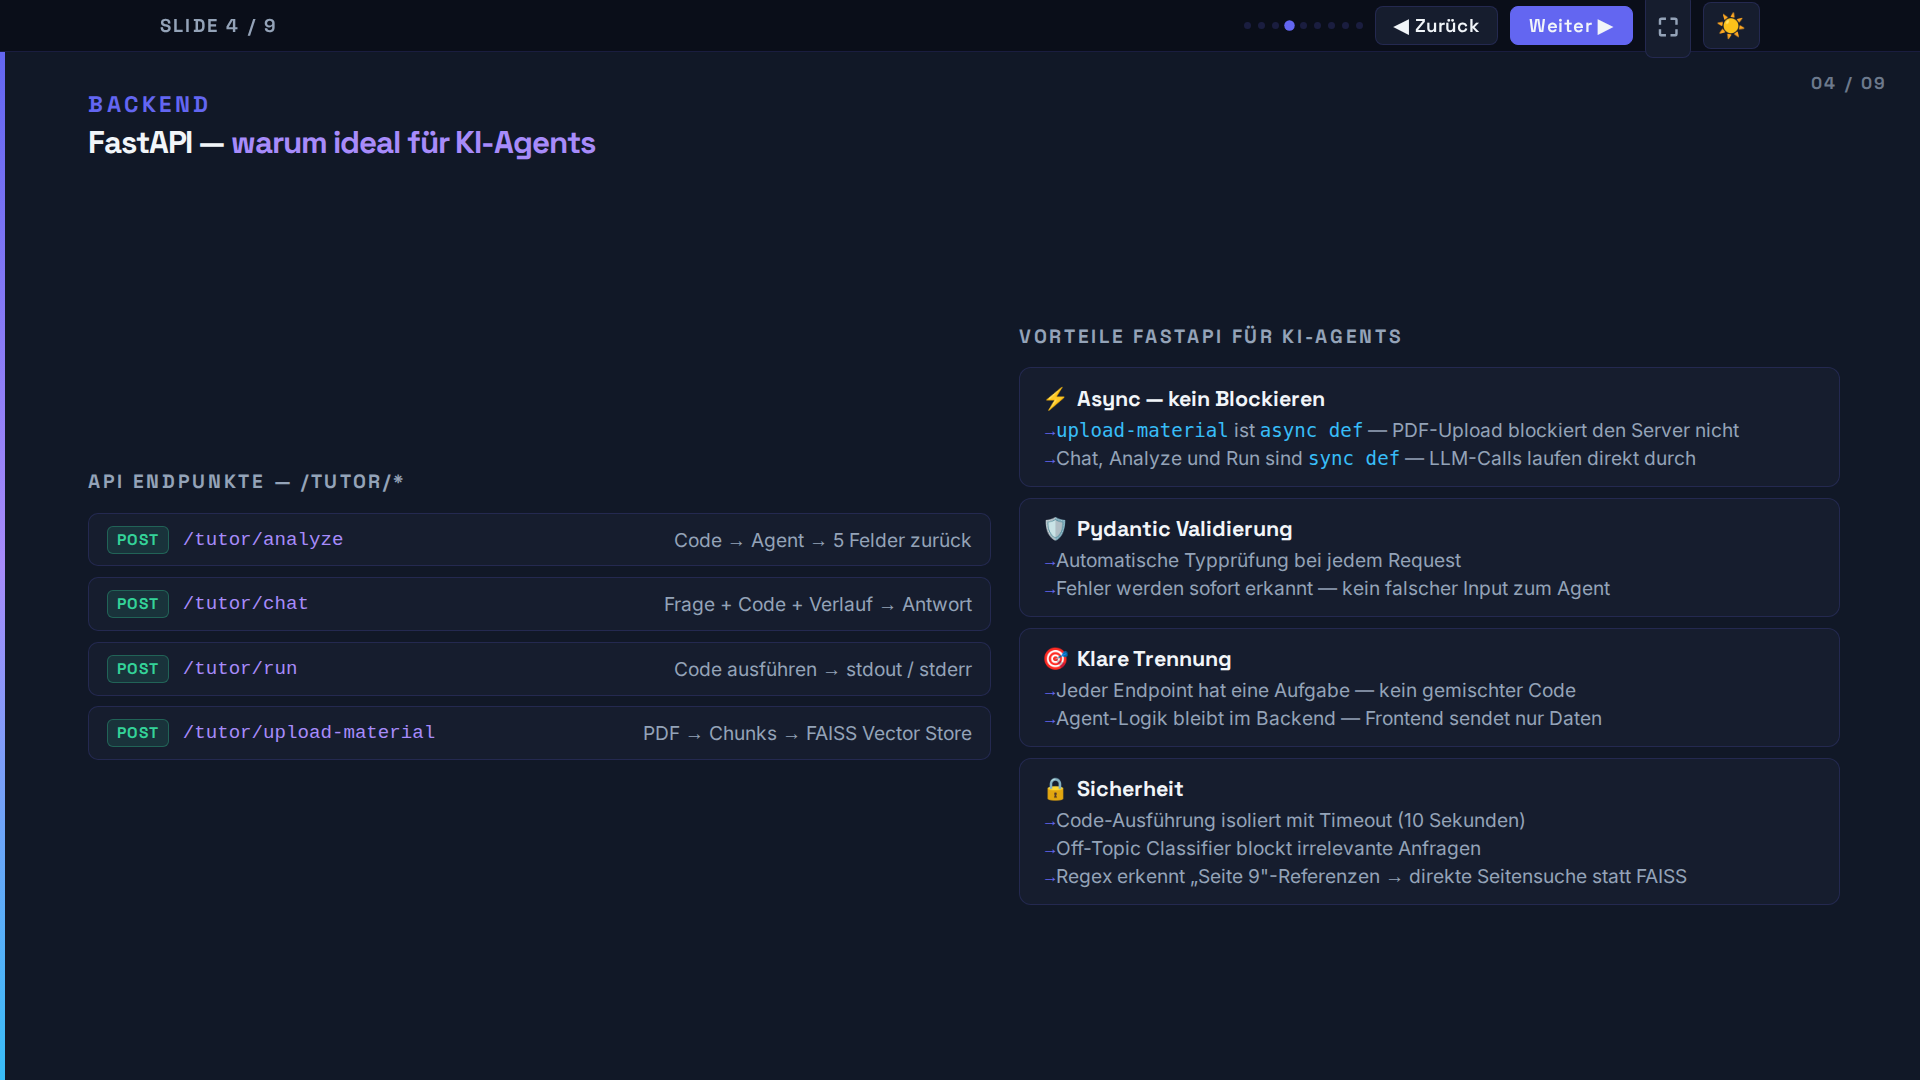 SLIDE 4 / 9
◀ Zurück
Weiter ▶
04 / 09
BACKEND
FastAPI — warum ideal für KI-Agents
API ENDPUNKTE — /TUTOR/*
POST /tutor/analyze Code → Agent → 5 Felder zurück
POST /tutor/chat Frage + Code + Verlauf → Antwort
POST /tutor/run Code ausführen → stdout / stderr
POST /tutor/upload-material PDF → Chunks → FAISS Vector Store
VORTEILE FASTAPI FÜR KI-AGENTS
⚡ Async — kein Blockieren
→upload-material ist async def — PDF-Upload blockiert den Server nicht
→Chat, Analyze und Run sind sync def — LLM-Calls laufen direkt durch
🛡️ Pydantic Validierung
→Automatische Typprüfung bei jedem Request
→Fehler werden sofort erkannt — kein falscher Input zum Agent
🎯 Klare Trennung
→Jeder Endpoint hat eine Aufgabe — kein gemischter Code
→Agent-Logik bleibt im Backend — Frontend sendet nur Daten
🔒 Sicherheit
→Code-Ausführung isoliert mit Timeout (10 Sekunden)
→Off-Topic Classifier blockt irrelevante Anfragen
→Regex erkennt „Seite 9"-Referenzen → direkte Seitensuche statt FAISS